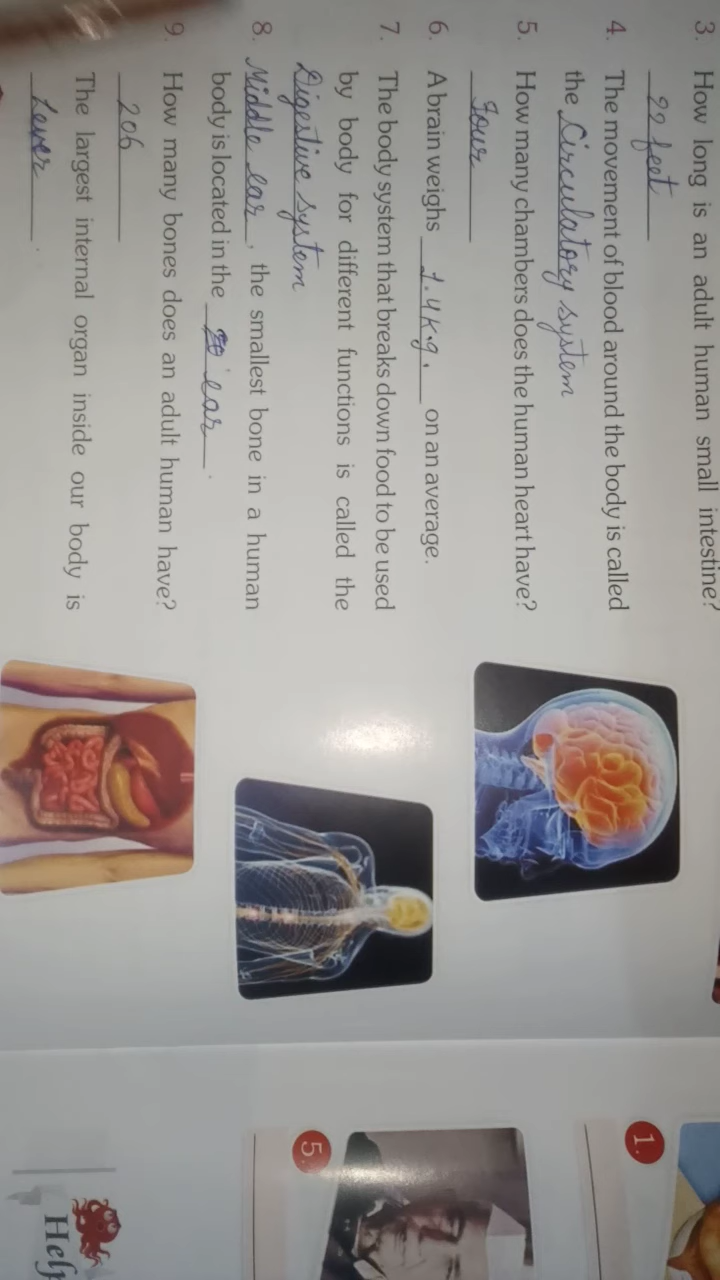 3. How long is an adult human small intestine?
22 feet
4. The movement of blood around the body is called
the Circulatory system
5. How many chambers does the human heart have?
Four
6. A brain weighs 1.4 k.g. on an average.
7. The body system that breaks down food to be used
by body for different functions is called the
Digestive system
8. Middle ear, the smallest bone in a human
body is located in the ear.
9. How many bones does an adult human have?
206
The largest internal organ inside our body is
Lever.
1.
5.
Help